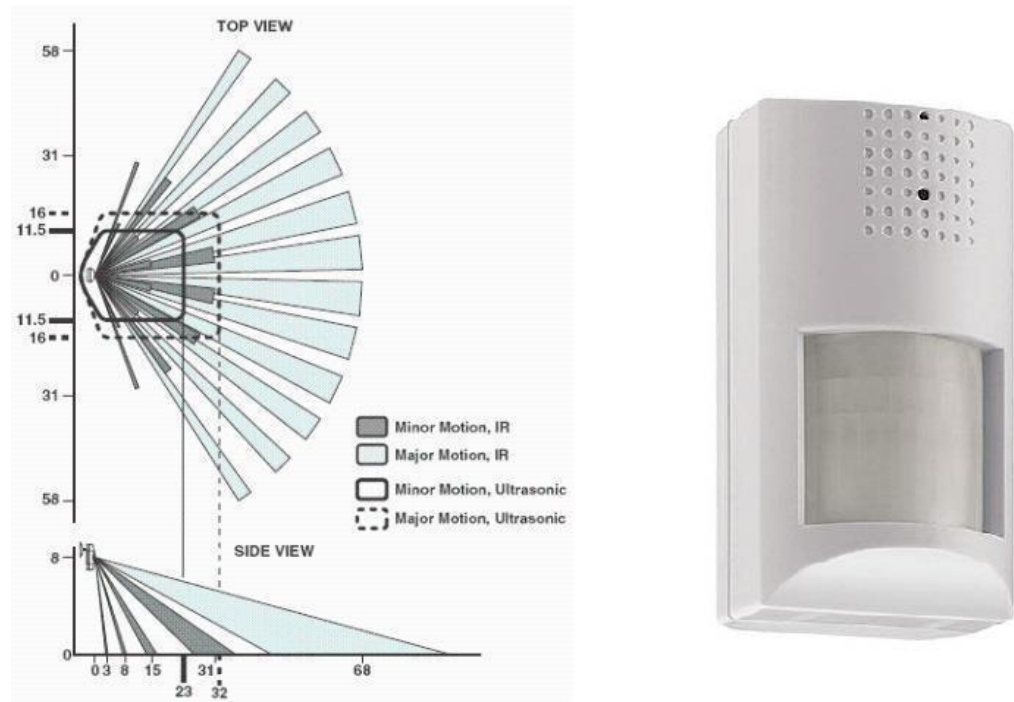 TOP VIEW
58
31
16
11.5
0
11.5
16
31
58
Minor Motion, IR
Major Motion, IR
Minor Motion, Ultrasonic
Major Motion, Ultrasonic
SIDE VIEW
8
0
0 3 8 15 31 68
23 32